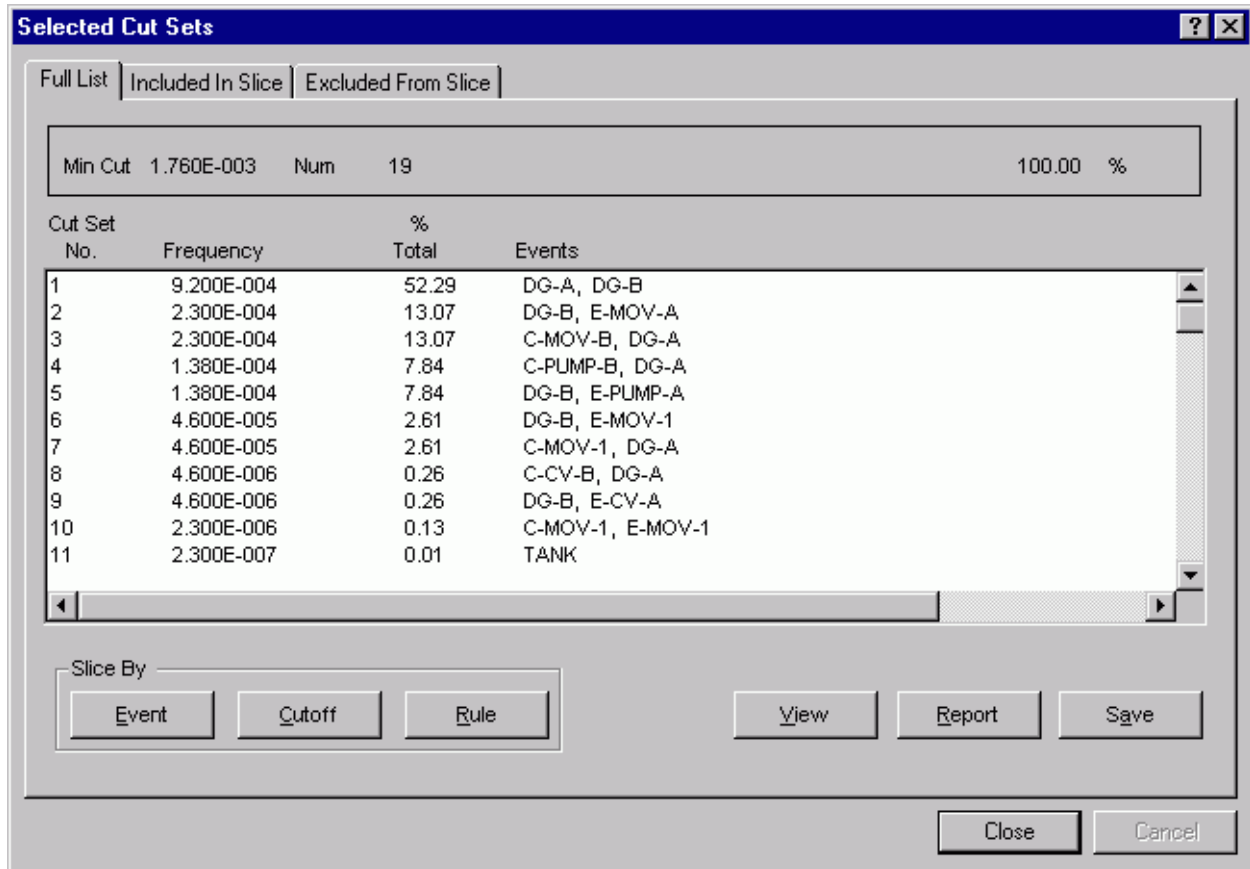 Selected Cut Sets
Full List Included In Slice Excluded From Slice
Min Cut 1.760E-003 Num 19 100.00 %
Cut Set %
No. Frequency Total Events
1 9.200E-004 52.29 DG-A, DG-B
2 2.300E-004 13.07 DG-B, E-MOV-A
3 2.300E-004 13.07 C-MOV-B, DG-A
4 1.380E-004 7.84 C-PUMP-B, DG-A
5 1.380E-004 7.84 DG-B, E-PUMP-A
6 4.600E-005 2.61 DG-B, E-MOV-1
7 4.600E-005 2.61 C-MOV-1, DG-A
8 4.600E-006 0.26 C-CV-B, DG-A
9 4.600E-006 0.26 DG-B, E-CV-A
10 2.300E-006 0.13 C-MOV-1, E-MOV-1
11 2.300E-007 0.01 TANK
Slice By
Event Cutoff Rule View Report Save
Close Cancel